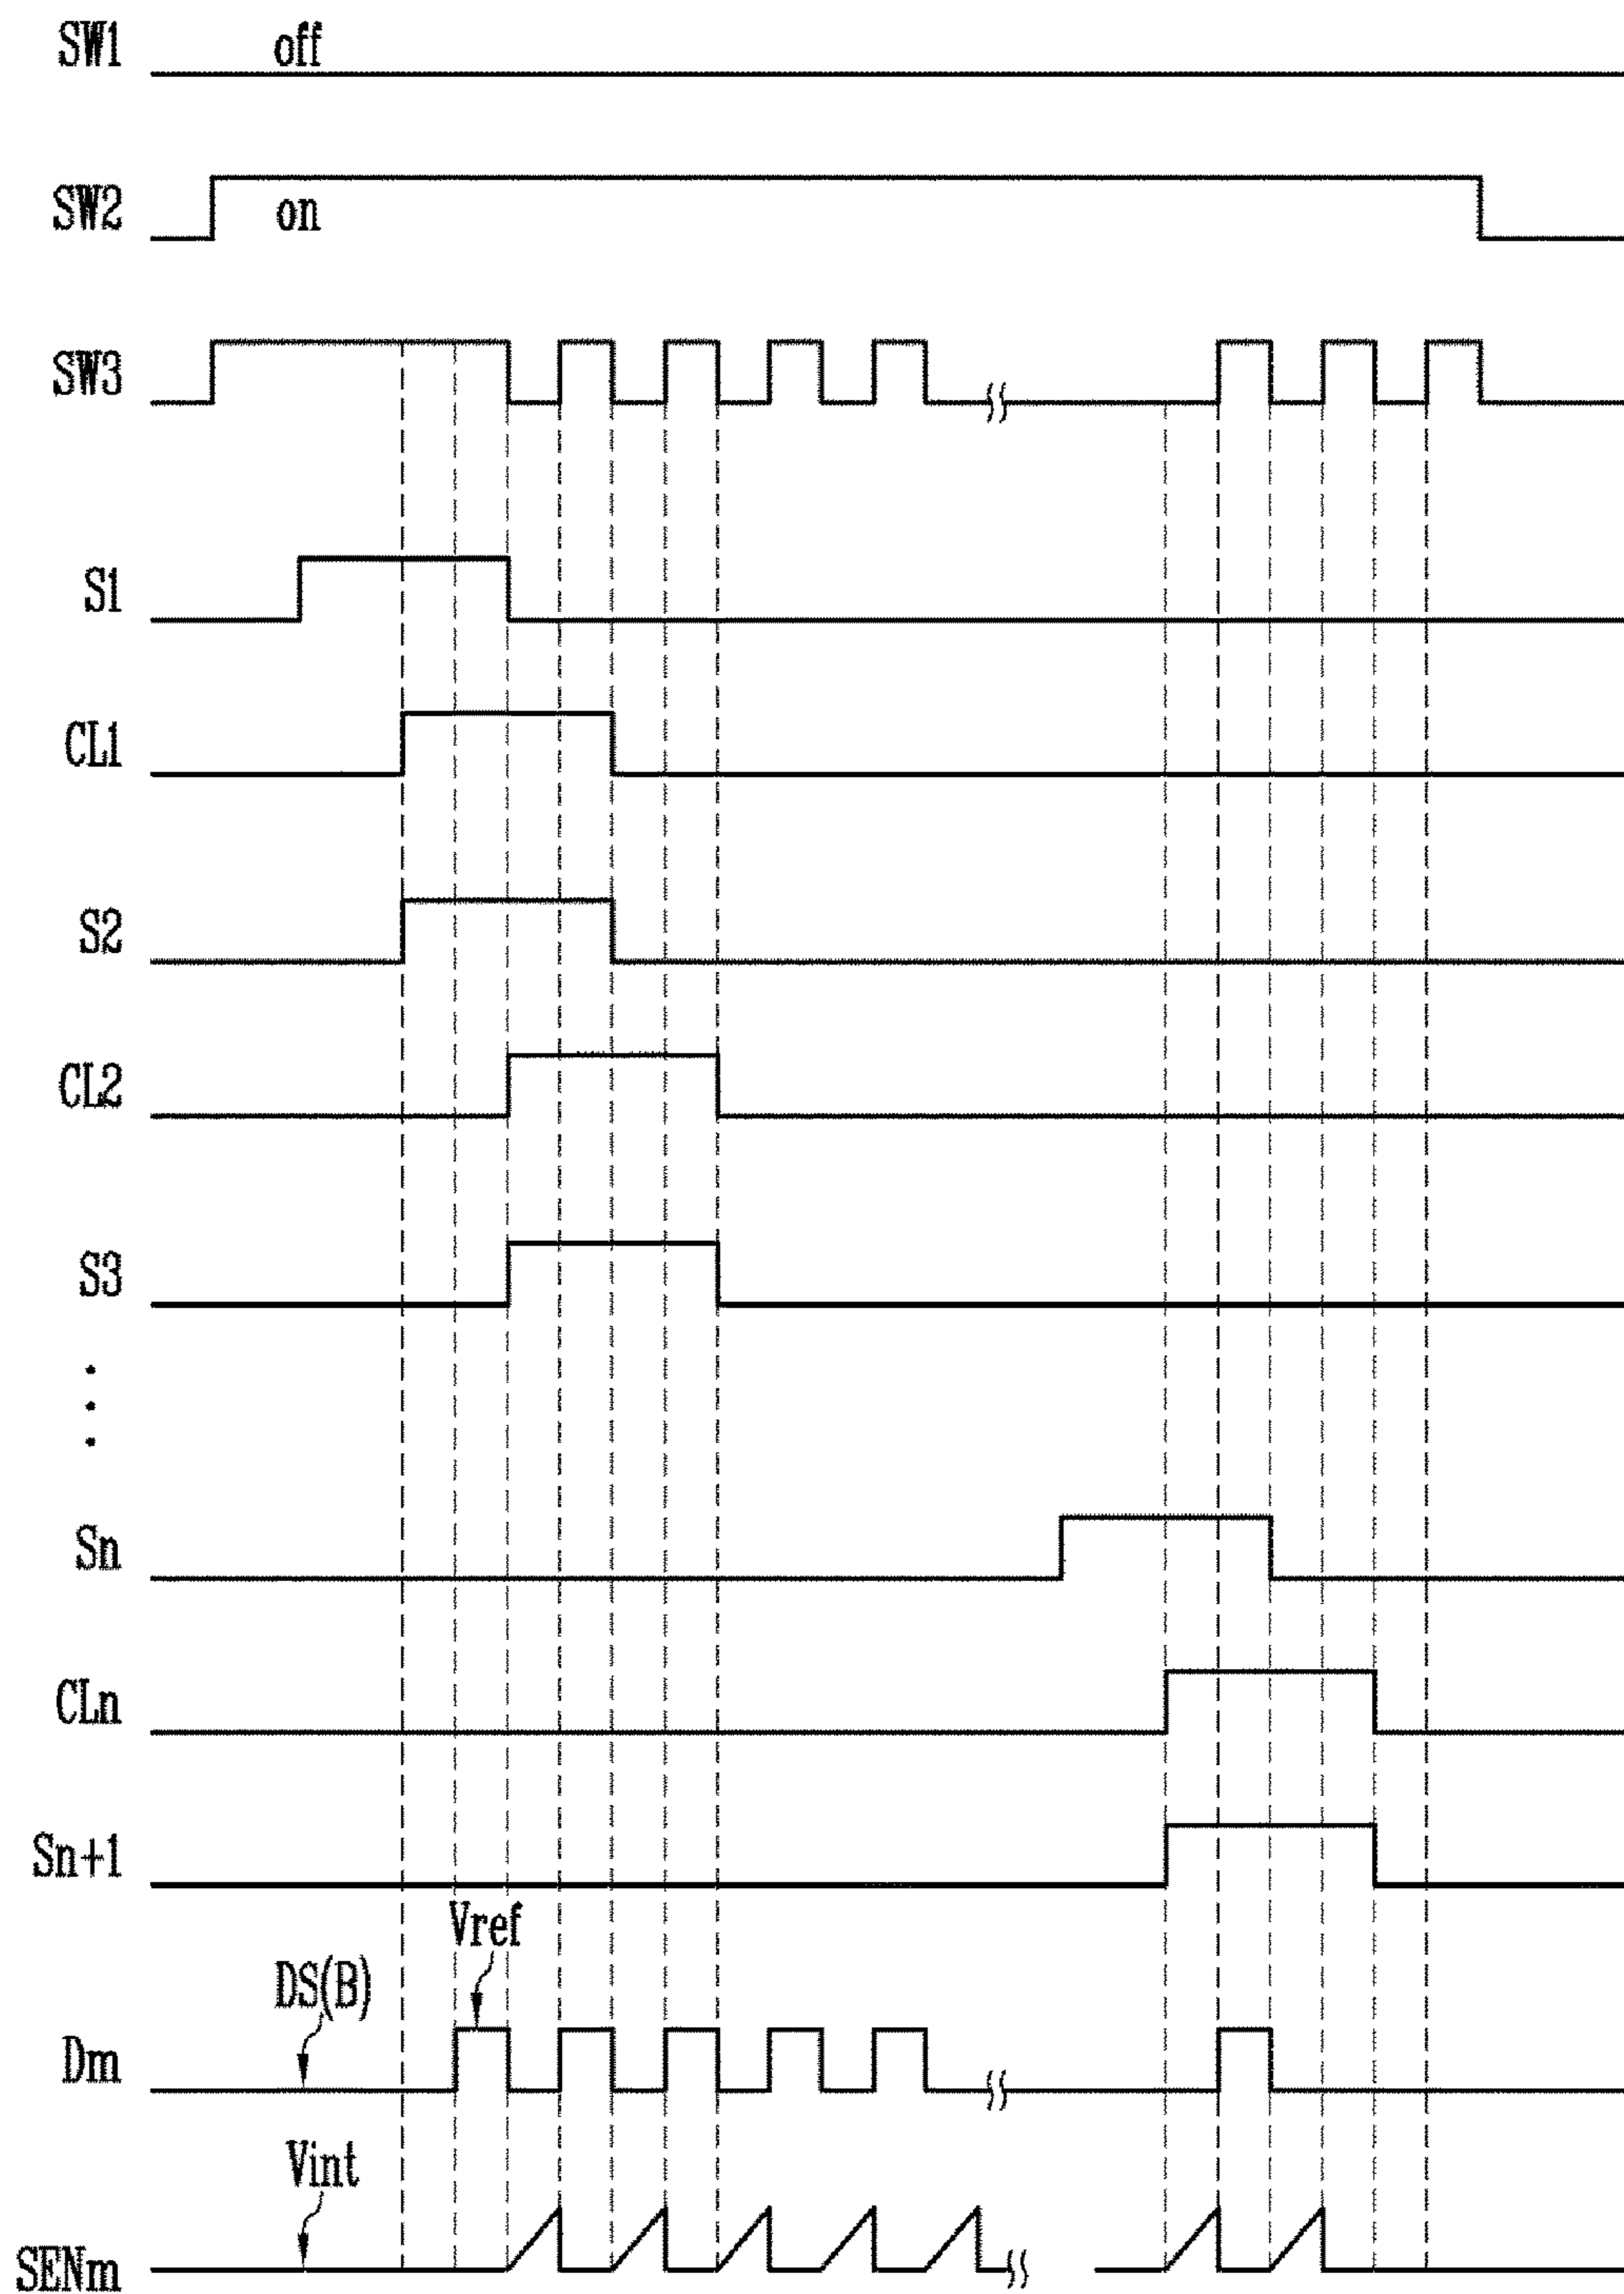 SW1 off
SW2 on
SW3
S1
CL1
S2
CL2
S3
Sn
CLn
Sn+1
Vref
DS(B)
Dm
Vint
SENm